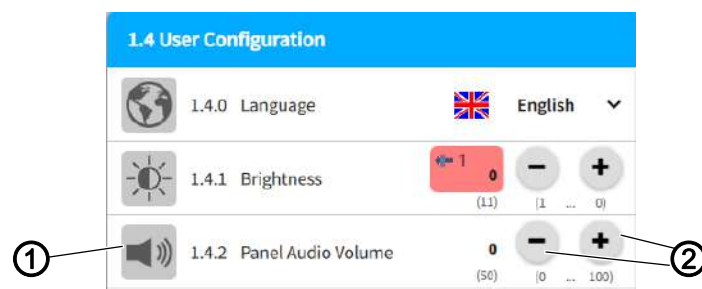 1.4 User Configuration
1.4.0 Language English
1.4.1 Brightness 1 0 − +
(11) (1 ... 0)
1 1.4.2 Panel Audio Volume 0 − + 2
(50) (0 ... 100)